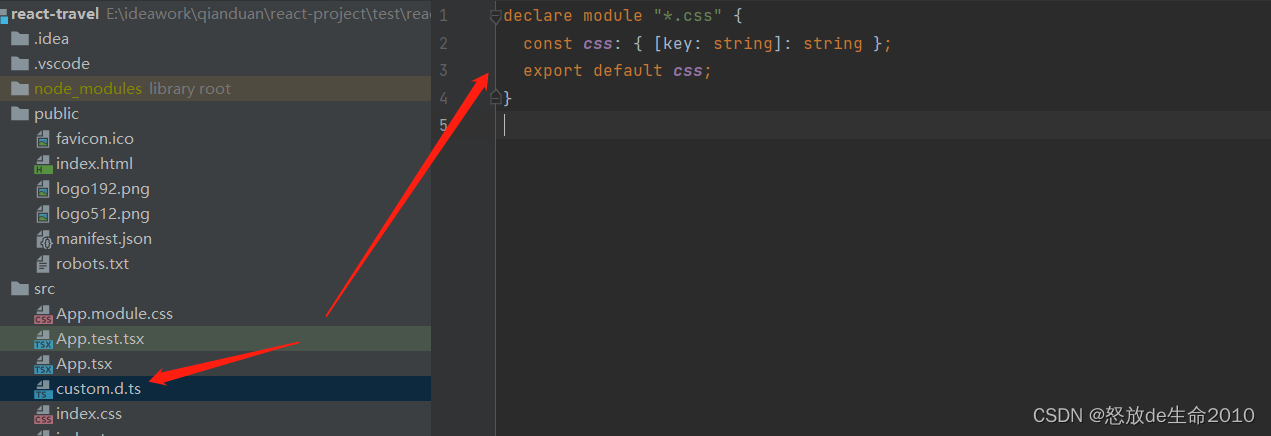 react-travel E:\ideawork\qianduan\react-project\test\reac
.idea
.vscode
node_modules library root
public
favicon.ico
index.html
logo192.png
logo512.png
manifest.json
robots.txt
src
App.module.css
App.test.tsx
App.tsx
custom.d.ts
index.css
1 declare module "*.css" {
2 const css: { [key: string]: string };
3 export default css;
4 }
5
CSDN @怒放de生命2010